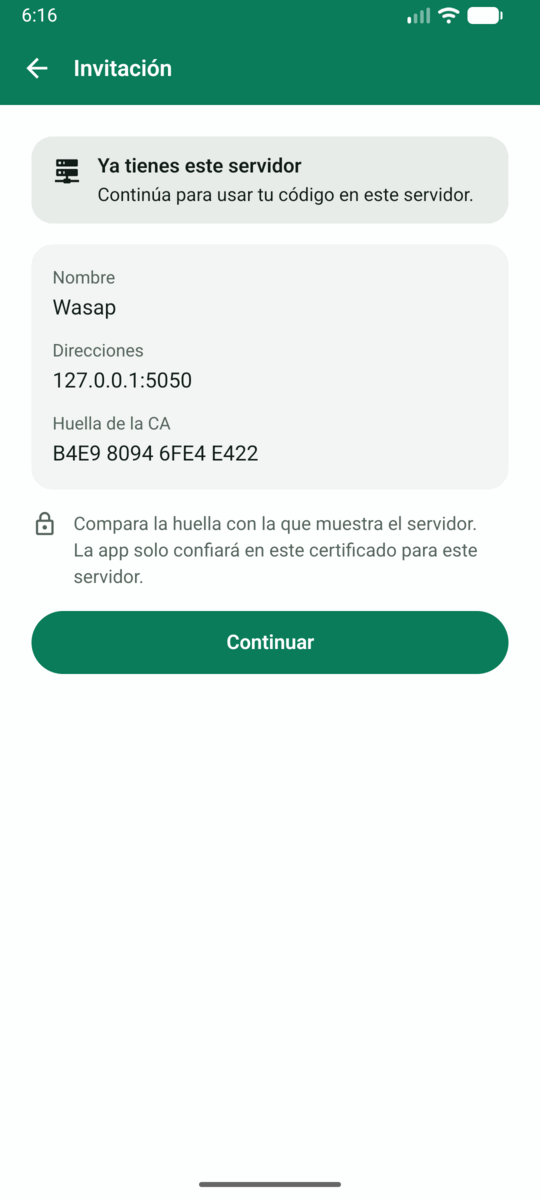 6:16
Invitación
Ya tienes este servidor
Continúa para usar tu código en este servidor.
Nombre
Wasap
Direcciones
127.0.0.1:5050
Huella de la CA
B4E9 8094 6FE4 E422
Compara la huella con la que muestra el servidor.
La app solo confiará en este certificado para este
servidor.
Continuar